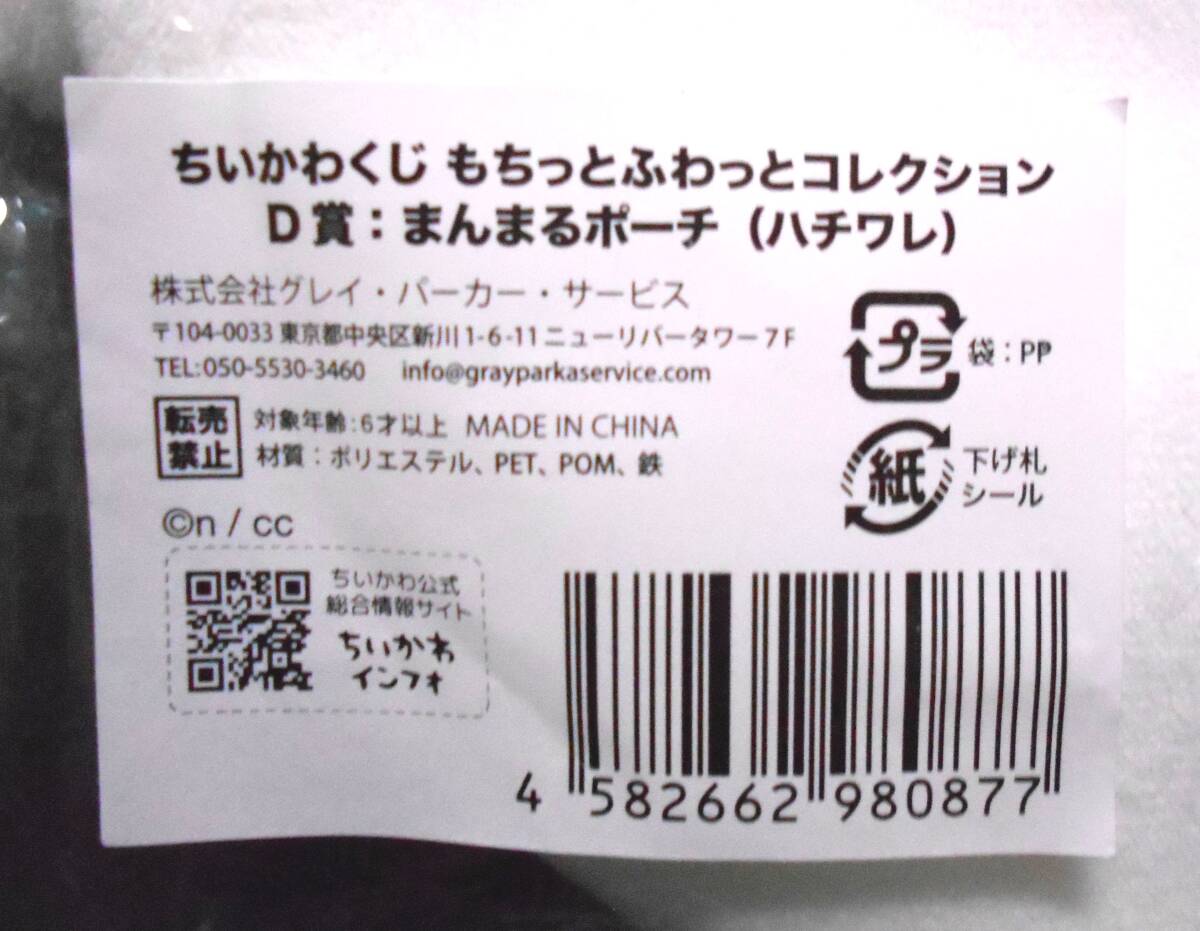 ちいかわくじ もちっとふわっとコレクション
D賞：まんまるポーチ（ハチワレ）
株式会社グレイ・パーカー・サービス
〒104-0033 東京都中央区新川1-6-11ニューリバータワー7F
TEL:050-5530-3460 info@grayparkaservice.com
転売
禁止
対象年齢：6才以上 MADE IN CHINA
材質：ポリエステル、PET、POM、鉄
©n / cc
プラ
袋：PP
紙
下げ札
シール
ちいかわ公式
総合情報サイト
ちいかわ
インフォ
4 582662 980877